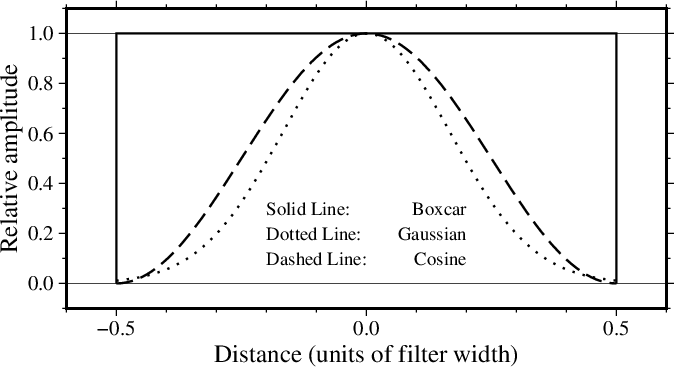 1.0
0.8
0.6
0.4
0.2
0.0
Relative amplitude
Solid Line: Boxcar
Dotted Line: Gaussian
Dashed Line: Cosine
−0.5 0.0 0.5
Distance (units of filter width)